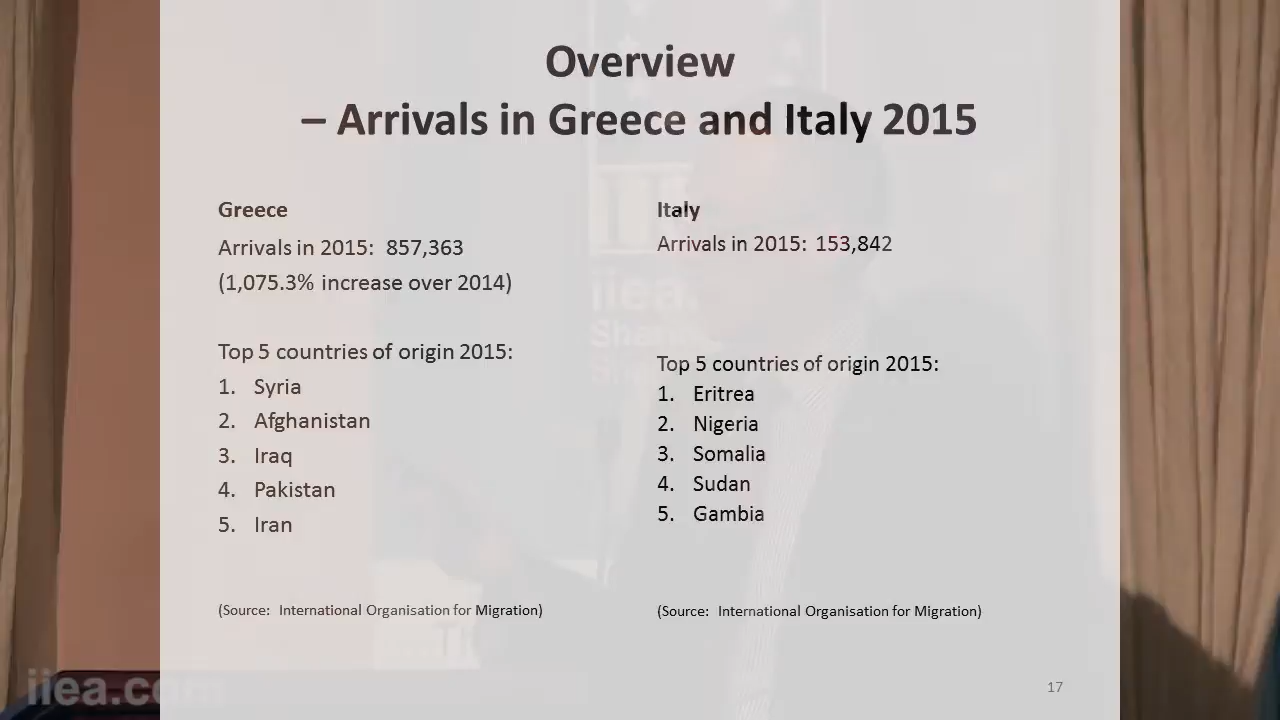 Overview
– Arrivals in Greece and Italy 2015
Greece
Arrivals in 2015:  857,363
(1,075.3% increase over 2014)
Top 5 countries of origin 2015:
1. Syria
2. Afghanistan
3. Iraq
4. Pakistan
5. Iran
(Source:  International Organisation for Migration)
Italy
Arrivals in 2015: 153,842
Top 5 countries of origin 2015:
1. Eritrea
2. Nigeria
3. Somalia
4. Sudan
5. Gambia
(Source:  International Organisation for Migration)
17
iiea.com
iiea.